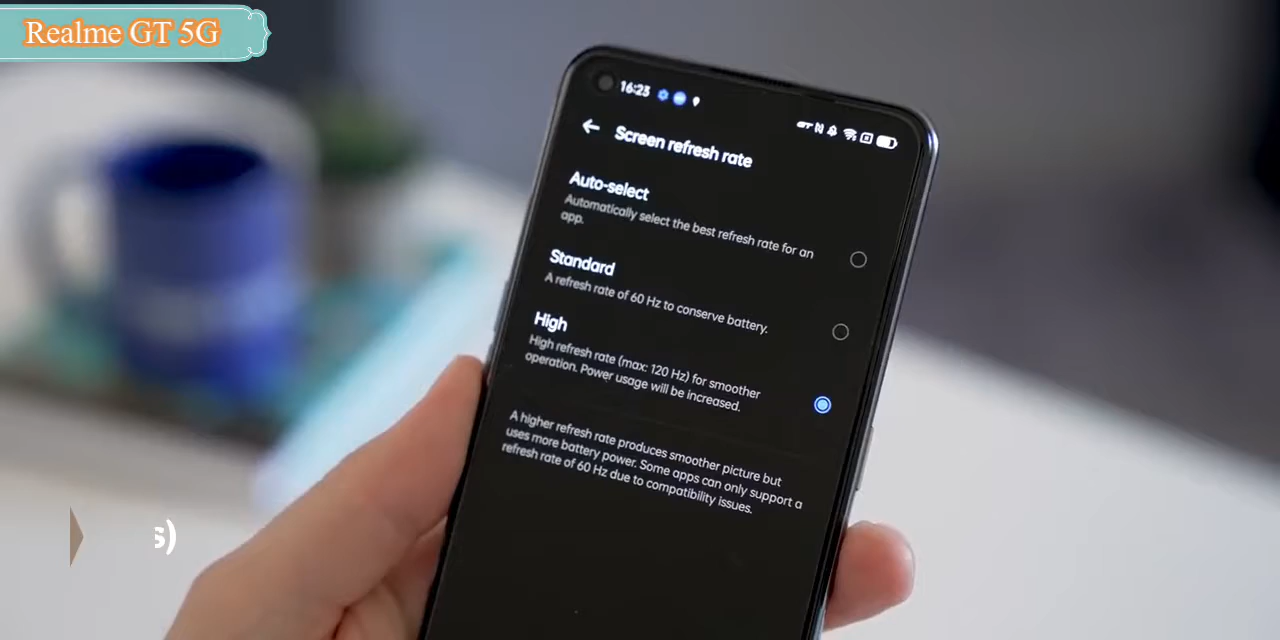 Realme GT 5G
16:23
Screen refresh rate
Auto-select
Automatically select the best refresh rate for an
app.
Standard
A refresh rate of 60 Hz to conserve battery.
High
High refresh rate (max: 120 Hz) for smoother
operation. Power usage will be increased.
A higher refresh rate produces smoother picture but
uses more battery power. Some apps can only support a
refresh rate of 60 Hz due to compatibility issues.
s)